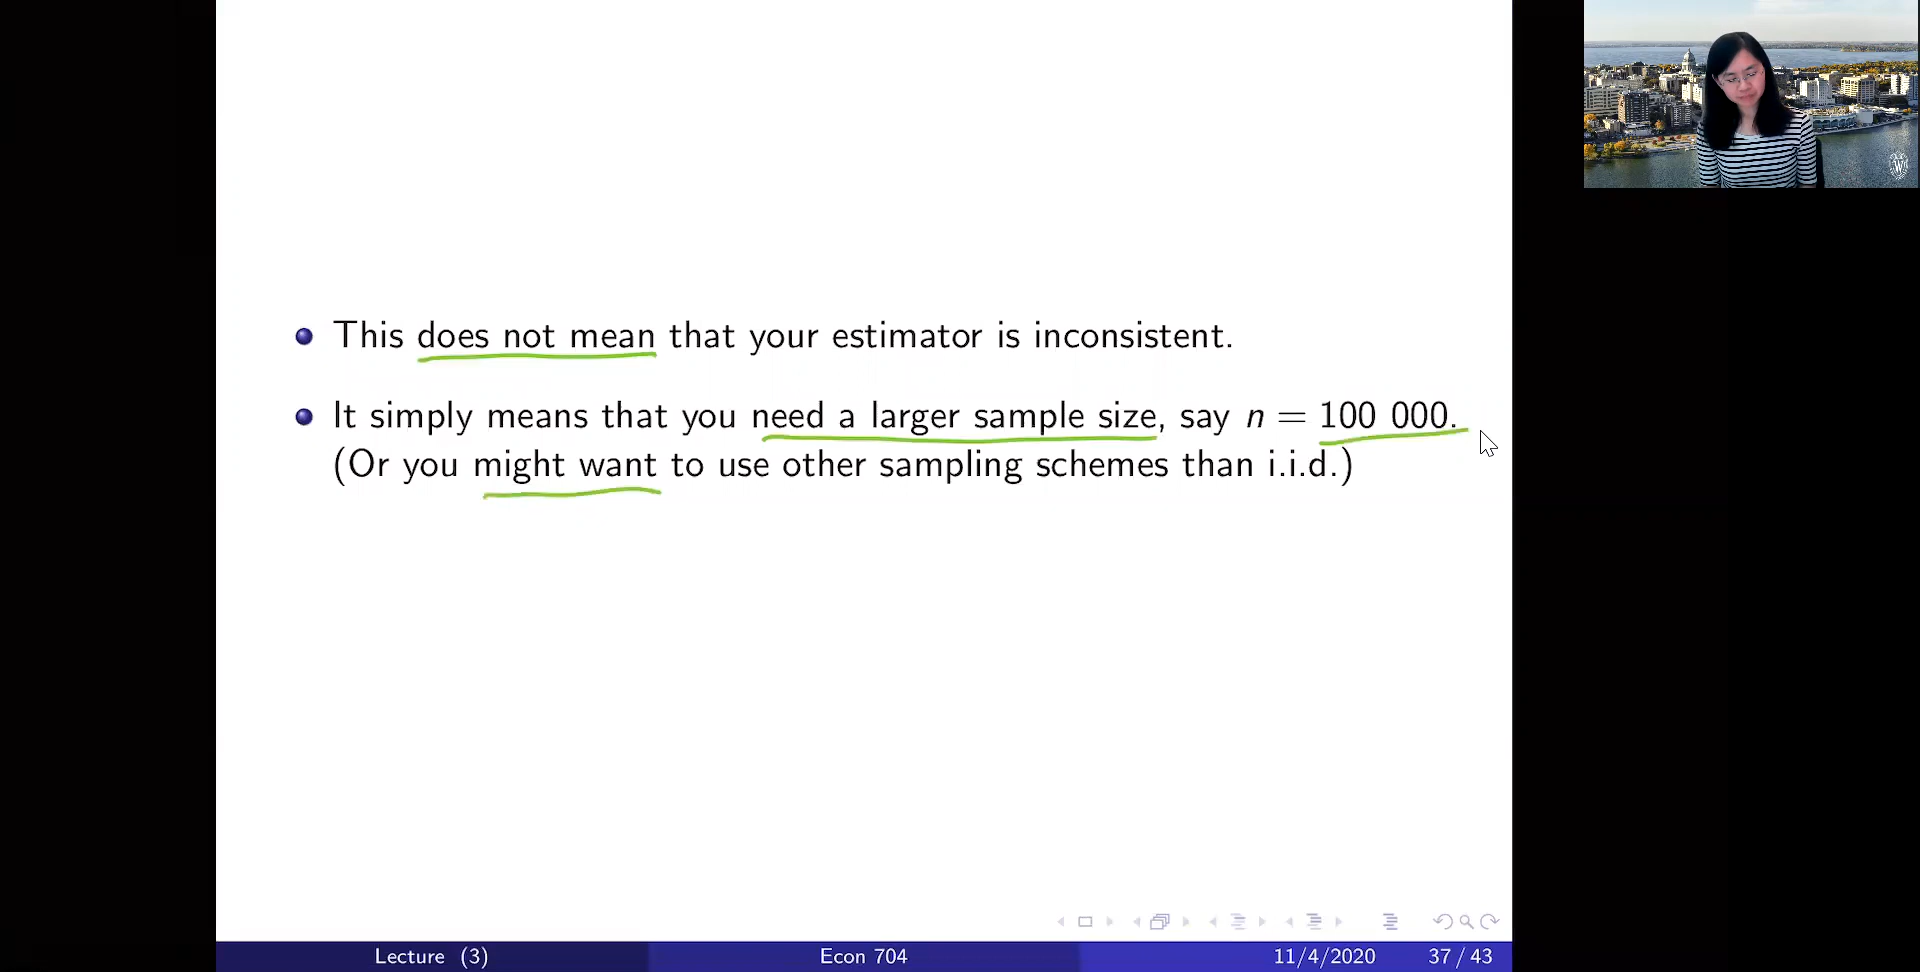 This does not mean that your estimator is inconsistent.
It simply means that you need a larger sample size, say n = 100 000.
(Or you might want to use other sampling schemes than i.i.d.)
Lecture (3) Econ 704 11/4/2020 37 / 43
W